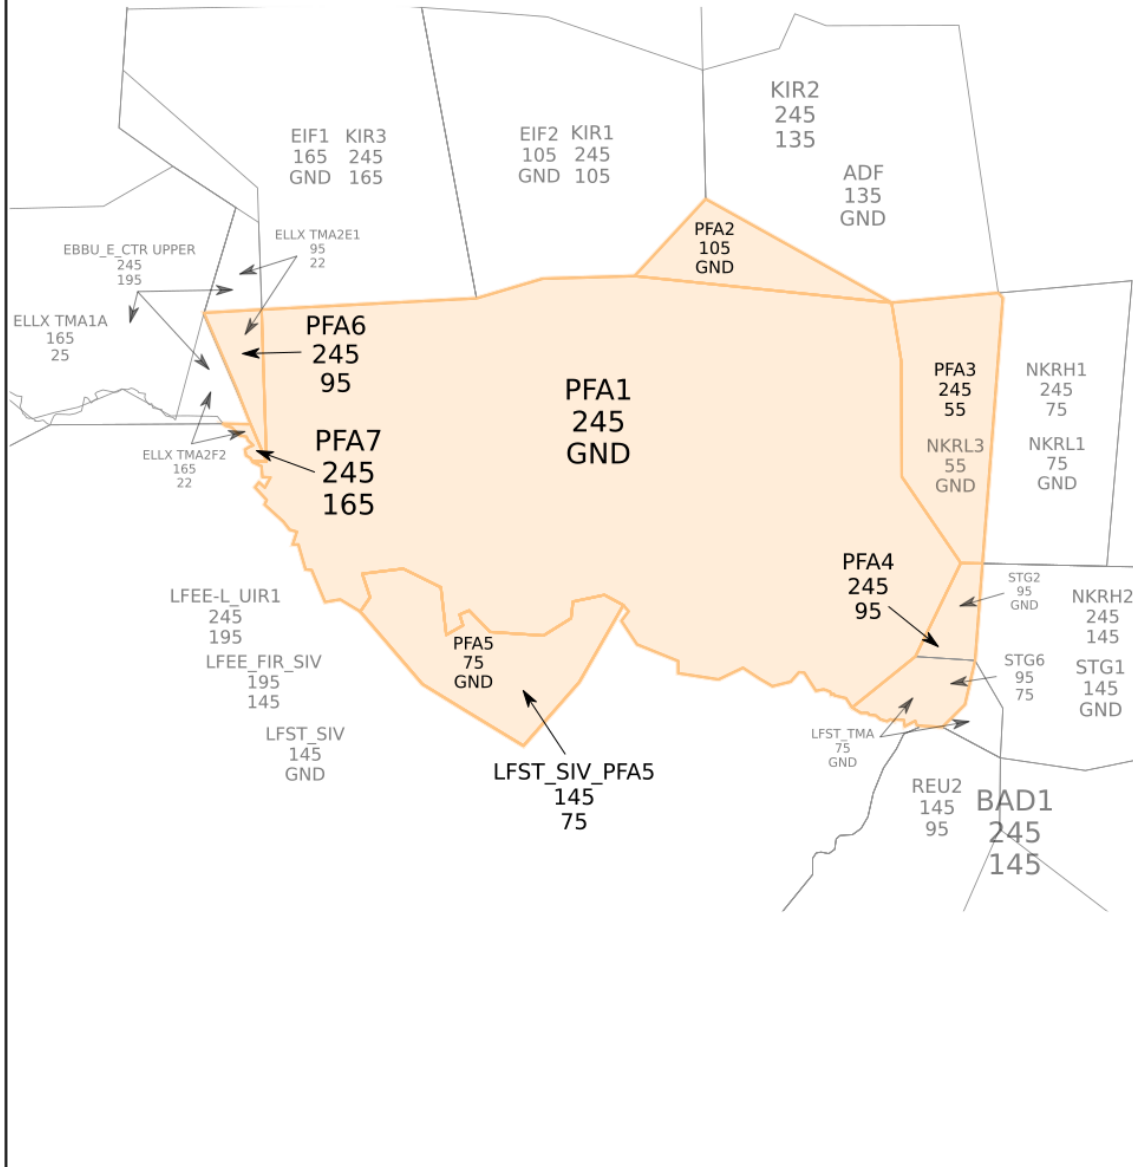 KIR2
245
135
EIF1
165
GND
KIR3
245
165
EIF2
105
GND
KIR1
245
105
ADF
135
GND
PFA2
105
GND
ELLX TMA2E1
95
22
EBBU_E_CTR UPPER
245
195
ELLX TMA1A
165
25
PFA6
245
95
PFA1
245
GND
PFA3
245
55
NKRH1
245
75
PFA7
245
165
NKRL3
55
GND
NKRL1
75
GND
ELLX TMA2F2
165
22
PFA4
245
95
STG2
95
GND
LFEE-L_UIR1
245
195
NKRH2
245
145
PFA5
75
GND
LFEE_FIR_SIV
195
145
STG6
95
75
STG1
145
GND
LFST_SIV
145
GND
LFST_TMA
75
GND
LFST_SIV_PFA5
145
75
REU2
145
95
BAD1
245
145